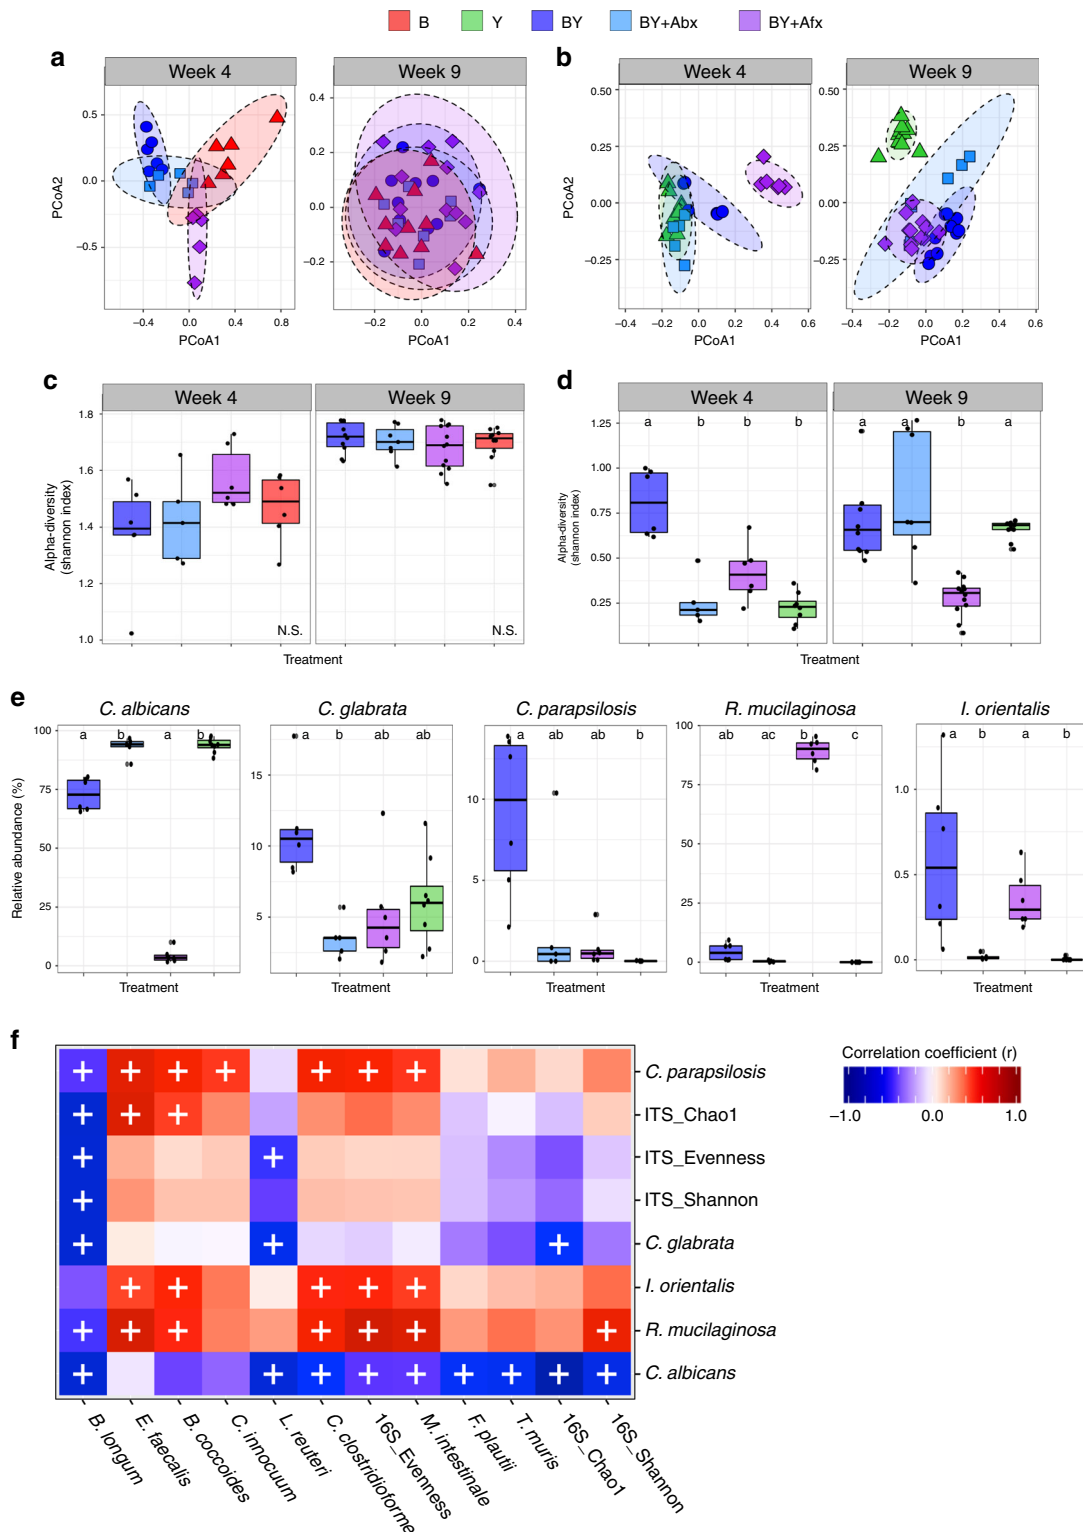 B Y BY BY+Abx BY+Afx
a
Week 4 Week 9
0.5
0.0
−0.5
PCoA2
−0.4 0.0 0.4 0.8
PCoA1
0.4
0.2
0.0
−0.2
−0.2 0.0 0.2 0.4
PCoA1
b
Week 4 Week 9
0.50
0.25
0.00
−0.25
PCoA2
−0.4 −0.2 0.0 0.2 0.4 0.6
PCoA1
0.50
0.25
0.00
−0.25
−0.4 −0.2 0.0 0.2 0.4 0.6
PCoA1
c
Week 4 Week 9
1.8
1.6
1.4
1.2
1.0
Alpha-diversity
(shannon index)
N.S. N.S.
Treatment
d
Week 4 Week 9
a b b b a a b a
1.25
1.00
0.75
0.50
0.25
Alpha-diversity
(shannon index)
Treatment
e
C. albicans C. glabrata C. parapsilosis R. mucilaginosa I. orientalis
a b a b
100
75
50
25
0
Relative abundance (%)
Treatment
a b ab ab
15
10
5
Treatment
a ab ab b
10
5
0
Treatment
ab ac b c
100
75
50
25
0
Treatment
a b a b
1.0
0.5
0.0
Treatment
f
C. parapsilosis
ITS_Chao1
ITS_Evenness
ITS_Shannon
C. glabrata
I. orientalis
R. mucilaginosa
C. albicans
B. longum
E. faecalis
B. coccoides
C. innocuum
L. reuteri
C. clostridioforme
16S_Evenness
M. intestinale
F. plautii
T. muris
16S_Chao1
16S_Shannon
Correlation coefficient (r)
−1.0 0.0 1.0